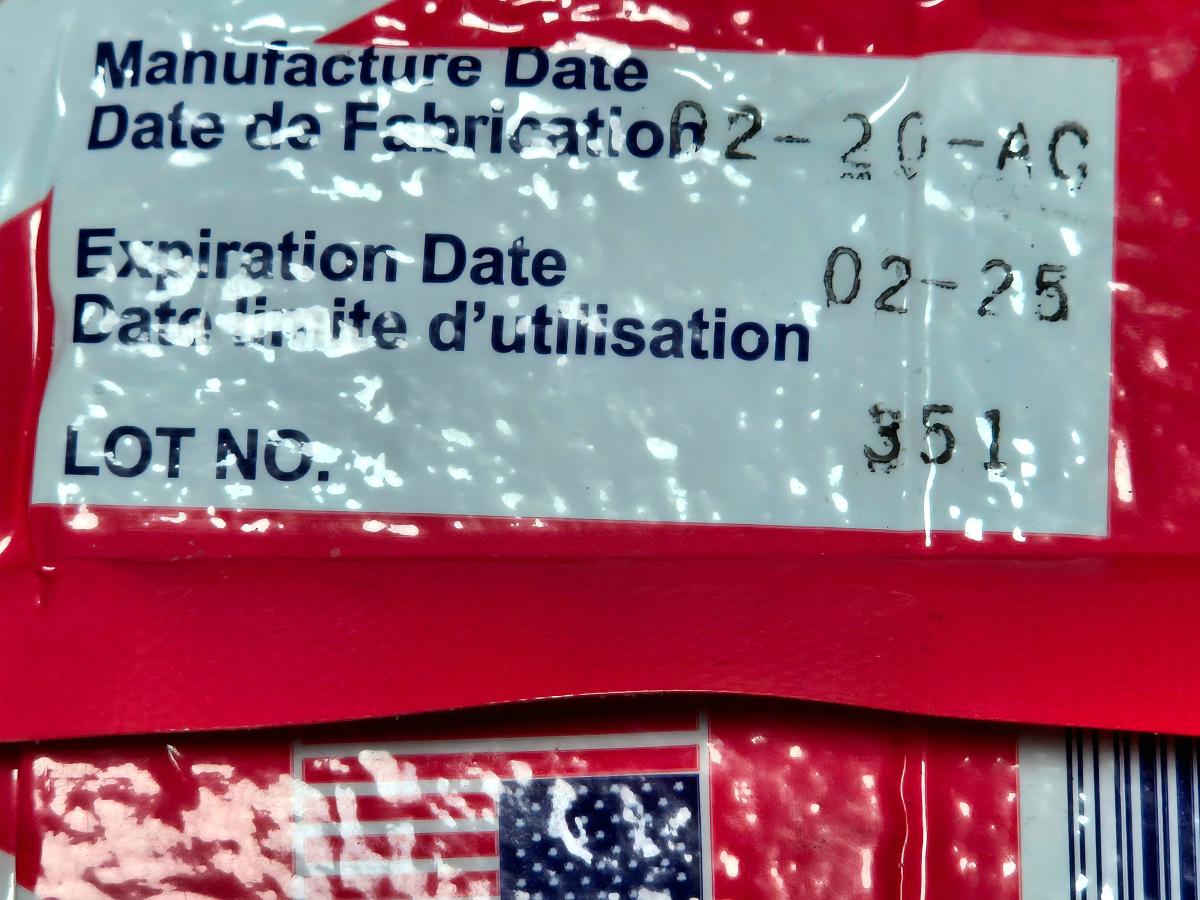 Manufacture Date
Date de Fabrication 02-20-AC
Expiration Date 02-25
Date limite d'utilisation
LOT NO. 351